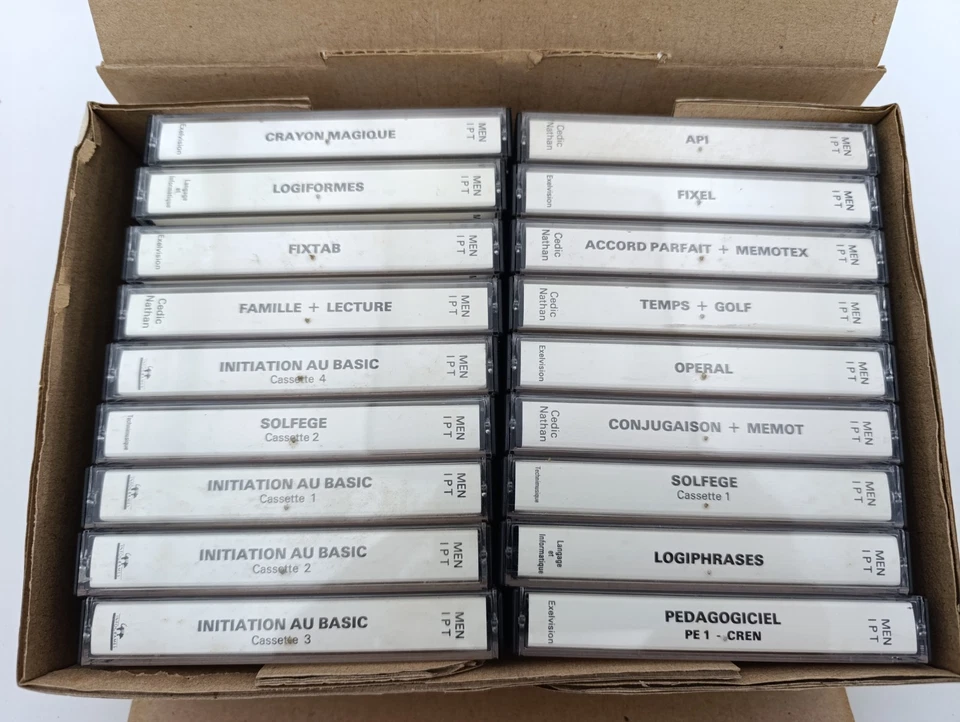 Exelvision
CRAYON MAGIQUE
MEN
IPT
Langage
et
Informatique
LOGIFORMES
MEN
IPT
Exelvision
FIXTAB
MEN
IPT
Cedic
Nathan
FAMILLE + LECTURE
MEN
IPT
INITIATION AU BASIC
Cassette 4
MEN
IPT
Technimusique
SOLFEGE
Cassette 2
MEN
IPT
INITIATION AU BASIC
Cassette 1
MEN
IPT
INITIATION AU BASIC
Cassette 2
MEN
IPT
INITIATION AU BASIC
Cassette 3
MEN
IPT
Cedic
Nathan
API
MEN
IPT
Exelvision
FIXEL
MEN
IPT
Cedic
Nathan
ACCORD PARFAIT + MEMOTEX
MEN
IPT
Cedic
Nathan
TEMPS + GOLF
MEN
IPT
Exelvision
OPERAL
MEN
IPT
Cedic
Nathan
CONJUGAISON + MEMOT
MEN
IPT
Technimusique
SOLFEGE
Cassette 1
MEN
IPT
Langage
et
Informatique
LOGIPHRASES
MEN
IPT
Exelvision
PEDAGOGICIEL
PE 1 - CREN
MEN
IPT